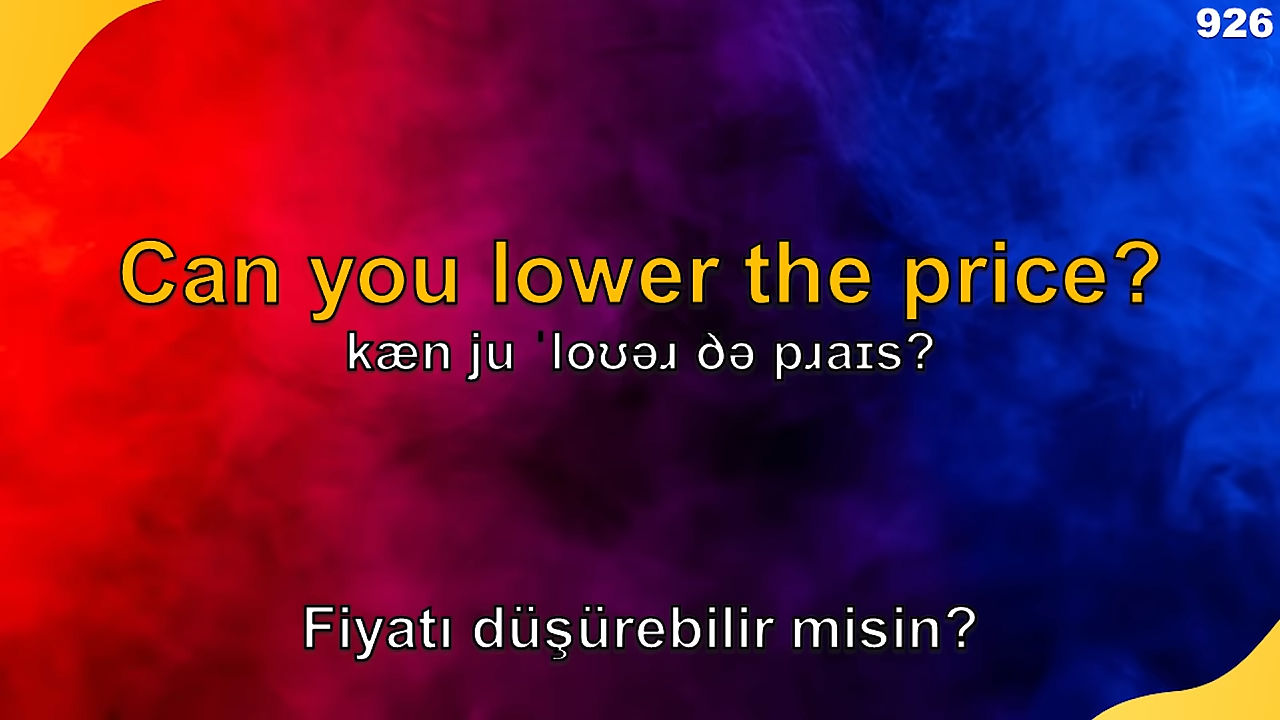 926
Can you lower the price?
kæn ju ˈloʊəɹ ðə pɹaɪs?
Fiyatı düşürebilir misin?